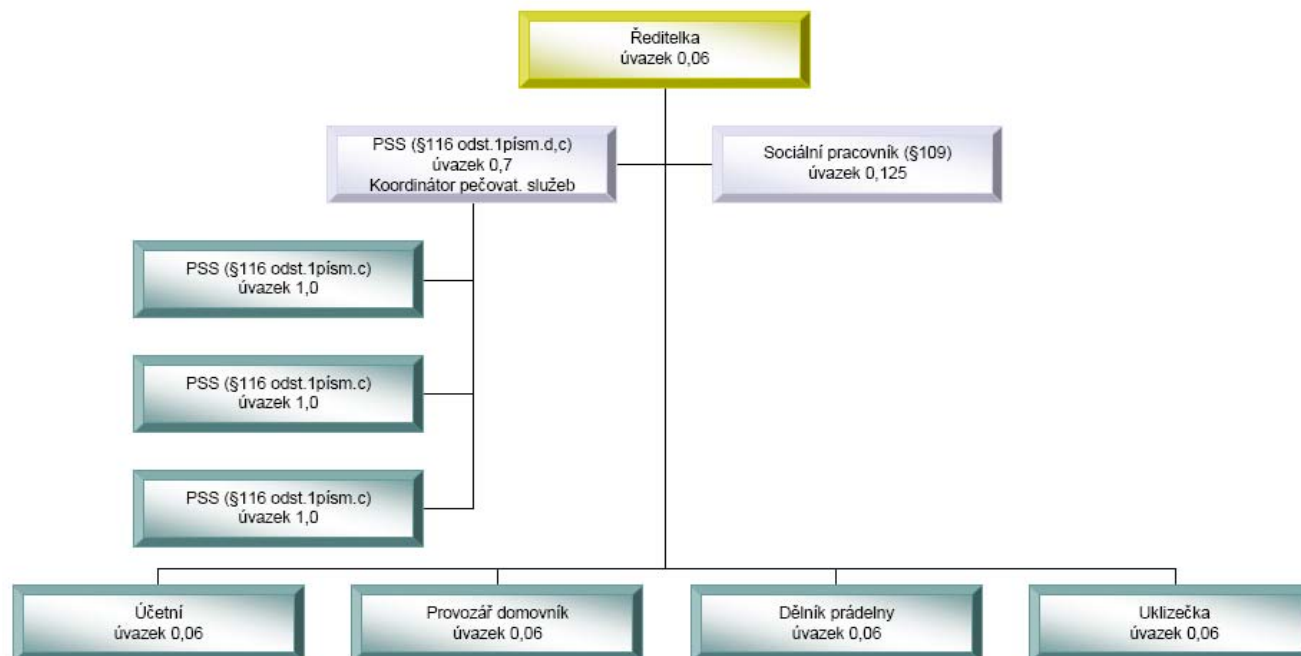 Ředitelka
úvazek 0,06
PSS (§116 odst.1písm.d,c)
úvazek 0,7
Koordinátor pečovat. služeb
Sociální pracovník (§109)
úvazek 0,125
PSS (§116 odst.1písm.c)
úvazek 1,0
PSS (§116 odst.1písm.c)
úvazek 1,0
PSS (§116 odst.1písm.c)
úvazek 1,0
Účetní
úvazek 0,06
Provozář domovník
úvazek 0,06
Dělník prádelny
úvazek 0,06
Uklizečka
úvazek 0,06